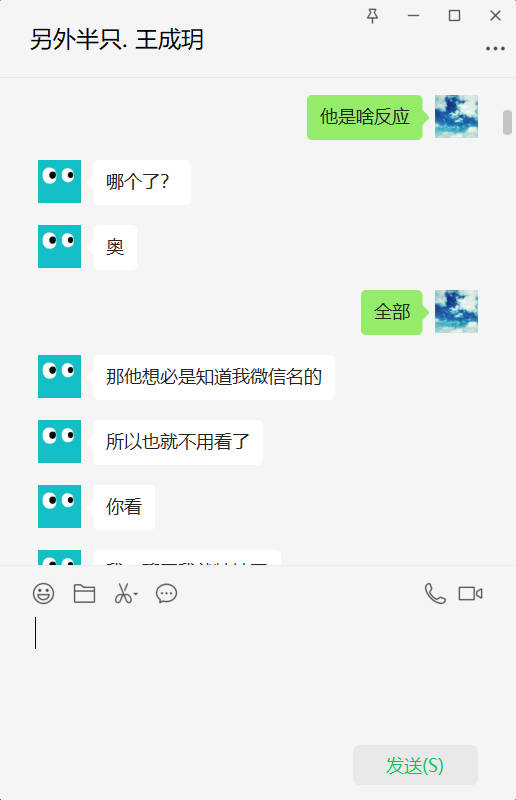 另外半只. 王成玥
他是啥反应
哪个了？
奥
全部
那他想必是知道我微信名的
所以也就不用看了
你看
发送(S)